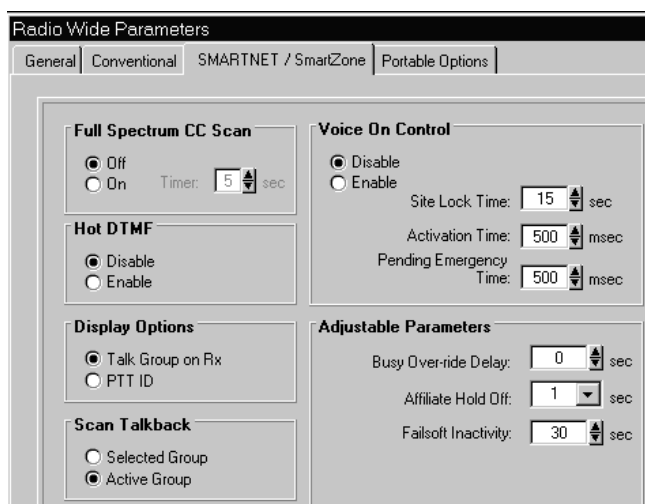 Radio Wide Parameters
General Conventional SMARTNET / SmartZone Portable Options
Full Spectrum CC Scan
Off
On Timer: 5 sec
Hot DTMF
Disable
Enable
Display Options
Talk Group on Rx
PTT ID
Scan Talkback
Selected Group
Active Group
Voice On Control
Disable
Enable
Site Lock Time: 15 sec
Activation Time: 500 msec
Pending Emergency
Time: 500 msec
Adjustable Parameters
Busy Over-ride Delay: 0 sec
Affiliate Hold Off: 1 sec
Failsoft Inactivity: 30 sec